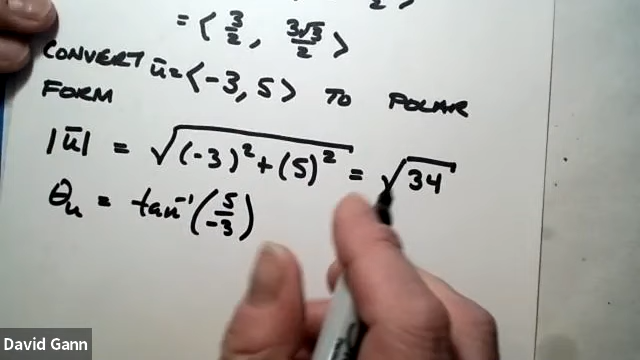 = ⟨ 3/2, 3√3/2 ⟩
CONVERT ū = ⟨-3, 5⟩ TO POLAR
FORM
|ū| = √((-3)² + (5)²) = √34
θu = tan⁻¹(5/-3)
David Gann